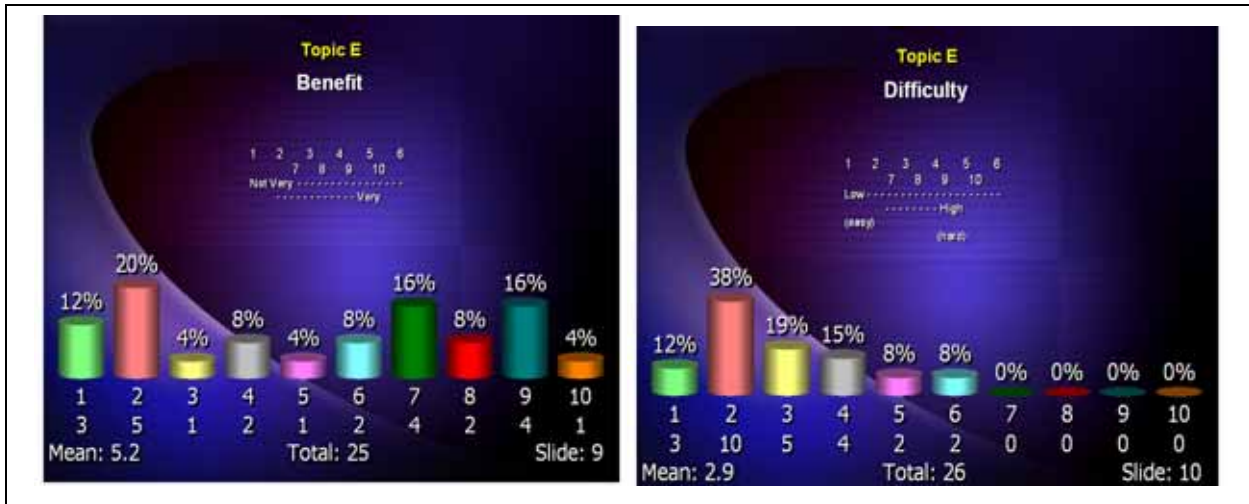 Topic E
Benefit
1 2 3 4 5 6
7 8 9 10
Not Very - - - - - - - - - - - - - - - -
- - - - - - - - - - - - Very
12% 20% 4% 8% 4% 8% 16% 8% 16% 4%
1 2 3 4 5 6 7 8 9 10
3 5 1 2 1 2 4 2 4 1
Mean: 5.2 Total: 25 Slide: 9
Topic E
Difficulty
1 2 3 4 5 6
7 8 9 10
Low - - - - - - - - - - - - - - - - - - - -
- - - - - - - - High
(easy)
(hard)
12% 38% 19% 15% 8% 8% 0% 0% 0% 0%
1 2 3 4 5 6 7 8 9 10
3 10 5 4 2 2 0 0 0 0
Mean: 2.9 Total: 26 Slide: 10